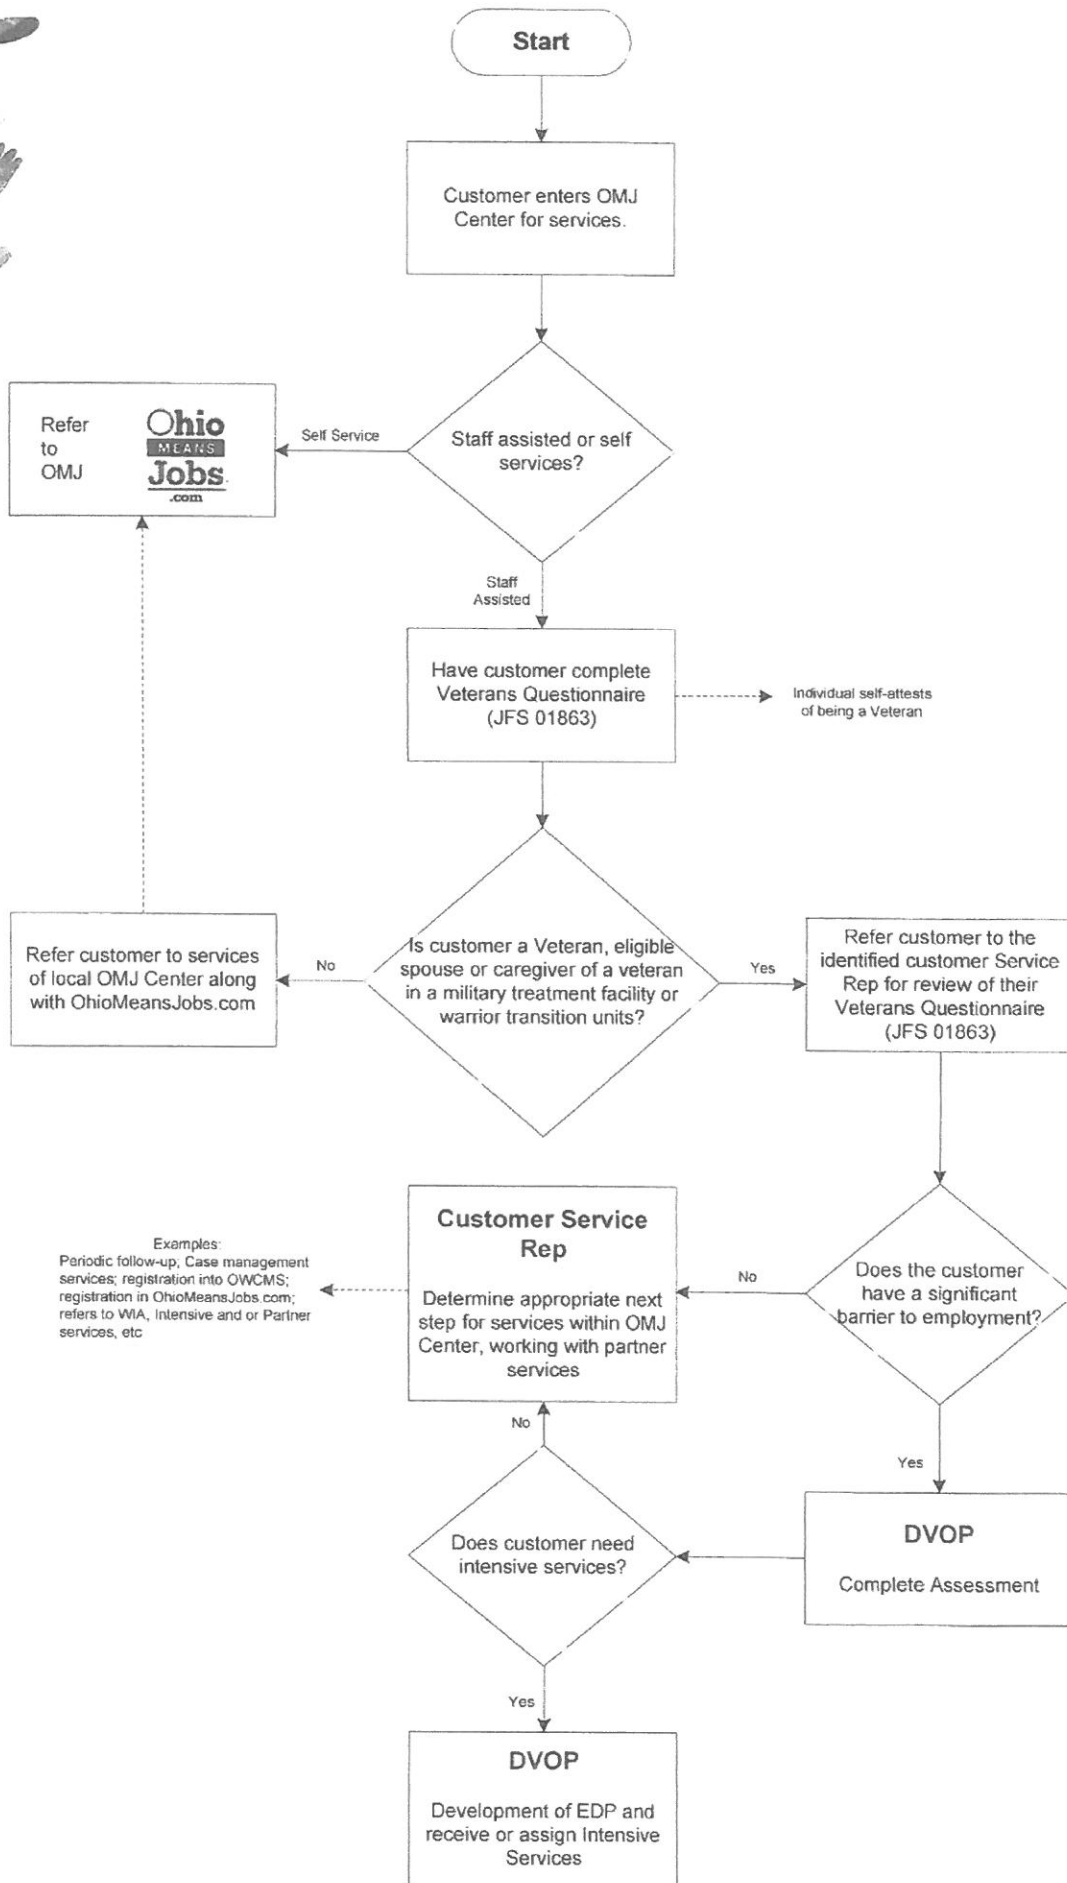 Start
Customer enters OMJ
Center for services.
Staff assisted or self
services?
Self Service
Refer
to
OMJ
Ohio
MEANS
Jobs
.com
Staff
Assisted
Have customer complete
Veterans Questionnaire
(JFS 01863)
Individual self-attests
of being a Veteran
Is customer a Veteran, eligible
spouse or caregiver of a veteran
in a military treatment facility or
warrior transition units?
No
Refer customer to services
of local OMJ Center along
with OhioMeansJobs.com
Yes
Refer customer to the
identified customer Service
Rep for review of their
Veterans Questionnaire
(JFS 01863)
Does the customer
have a significant
barrier to employment?
No
Customer Service
Rep
Determine appropriate next
step for services within OMJ
Center, working with partner
services
Examples:
Periodic follow-up; Case management
services; registration into OWCMS;
registration in OhioMeansJobs.com;
refers to WIA, Intensive and or Partner
services, etc
Yes
DVOP
Complete Assessment
Does customer need
intensive services?
No
Yes
DVOP
Development of EDP and
receive or assign Intensive
Services